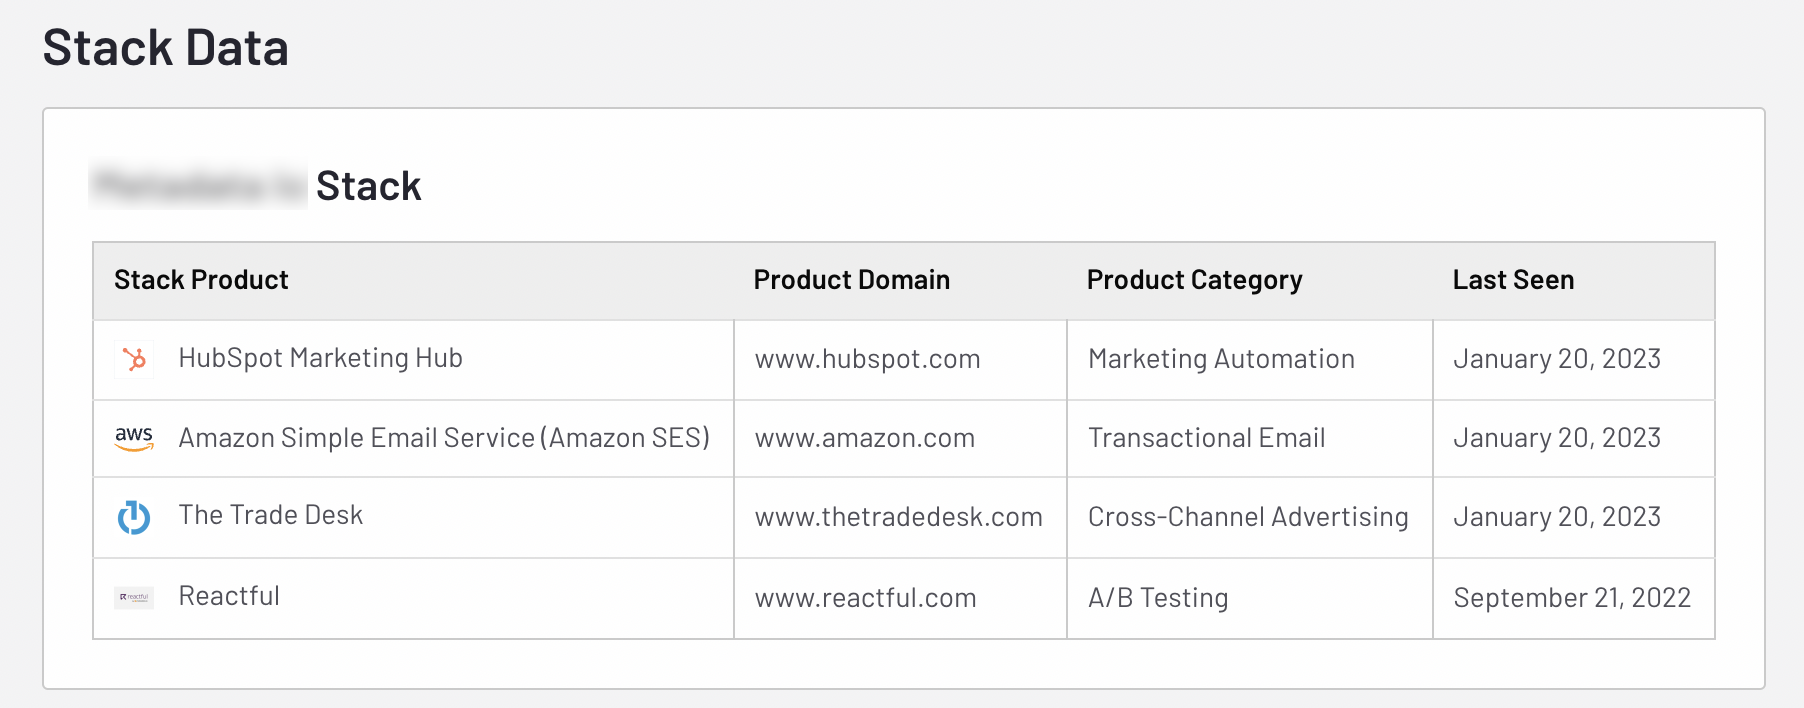 Stack Data
Stack
Stack Product Product Domain Product Category Last Seen
HubSpot Marketing Hub www.hubspot.com Marketing Automation January 20, 2023
aws Amazon Simple Email Service (Amazon SES) www.amazon.com Transactional Email January 20, 2023
The Trade Desk www.thetradedesk.com Cross-Channel Advertising January 20, 2023
reactful Reactful www.reactful.com A/B Testing September 21, 2022